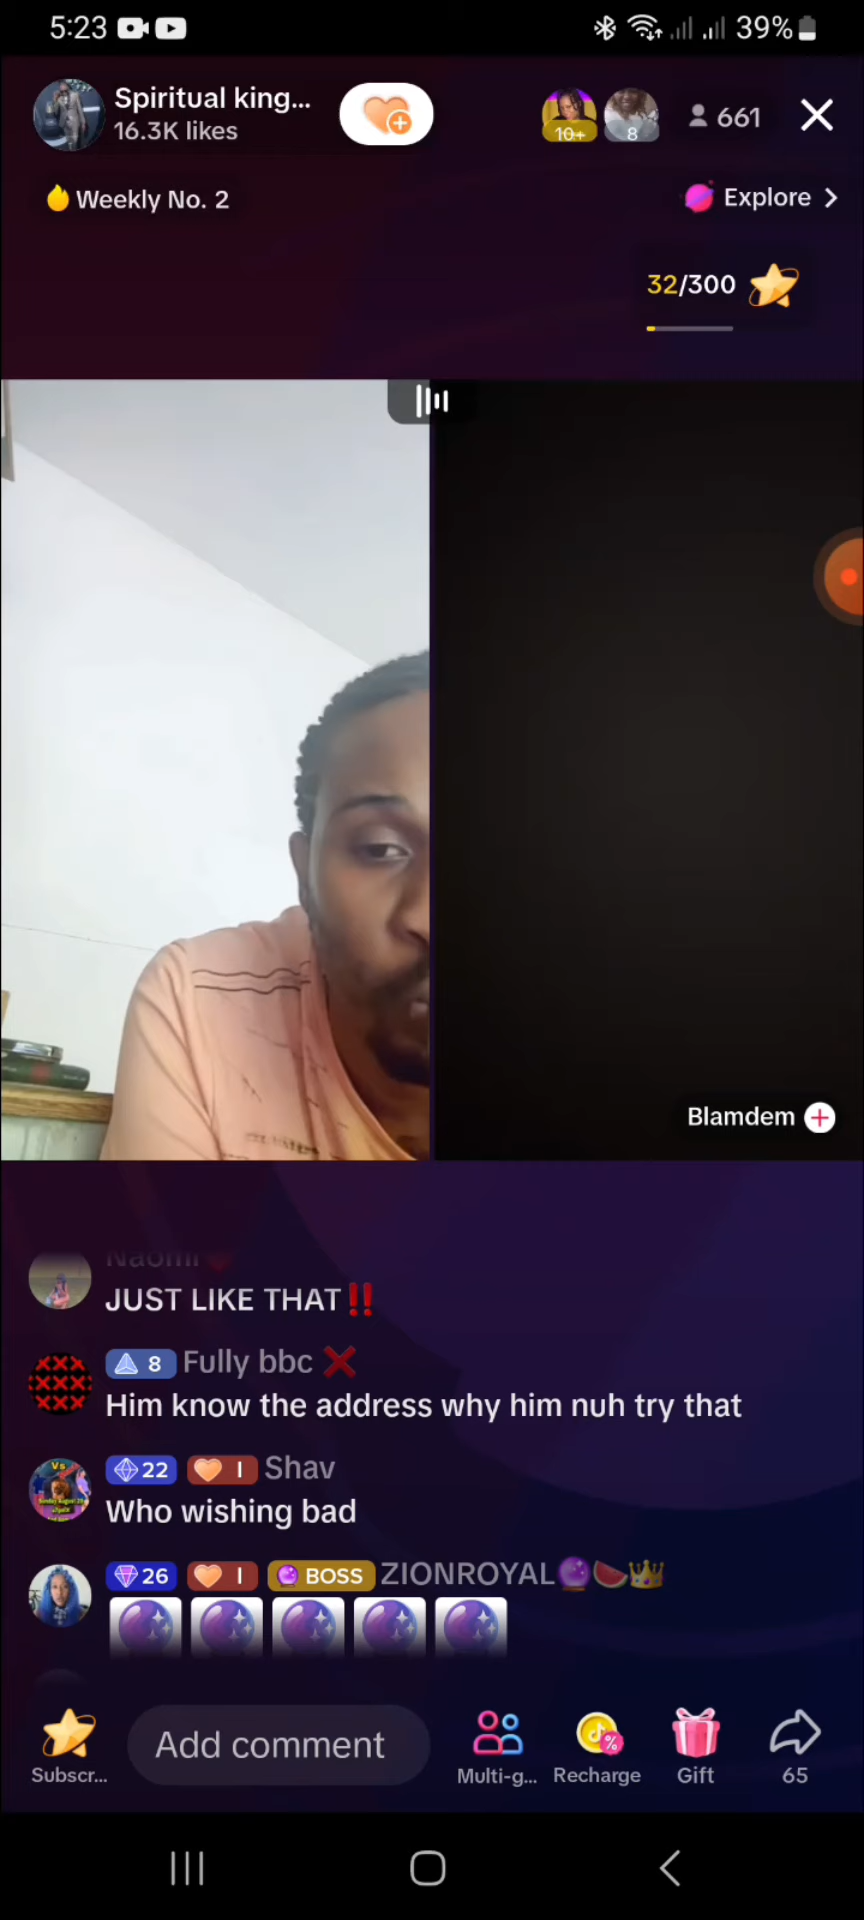 5:23
39%
Spiritual king...
16.3K likes
10+
8
661
Weekly No. 2
Explore >
32/300
Blamdem
Naomi
JUST LIKE THAT‼️
8 Fully bbc ❌
Him know the address why him nuh try that
22 I Shav
Who wishing bad
26 I BOSS ZIONROYAL🔮🍉👑
Add comment
Subscr...
Multi-g...
Recharge
Gift
65